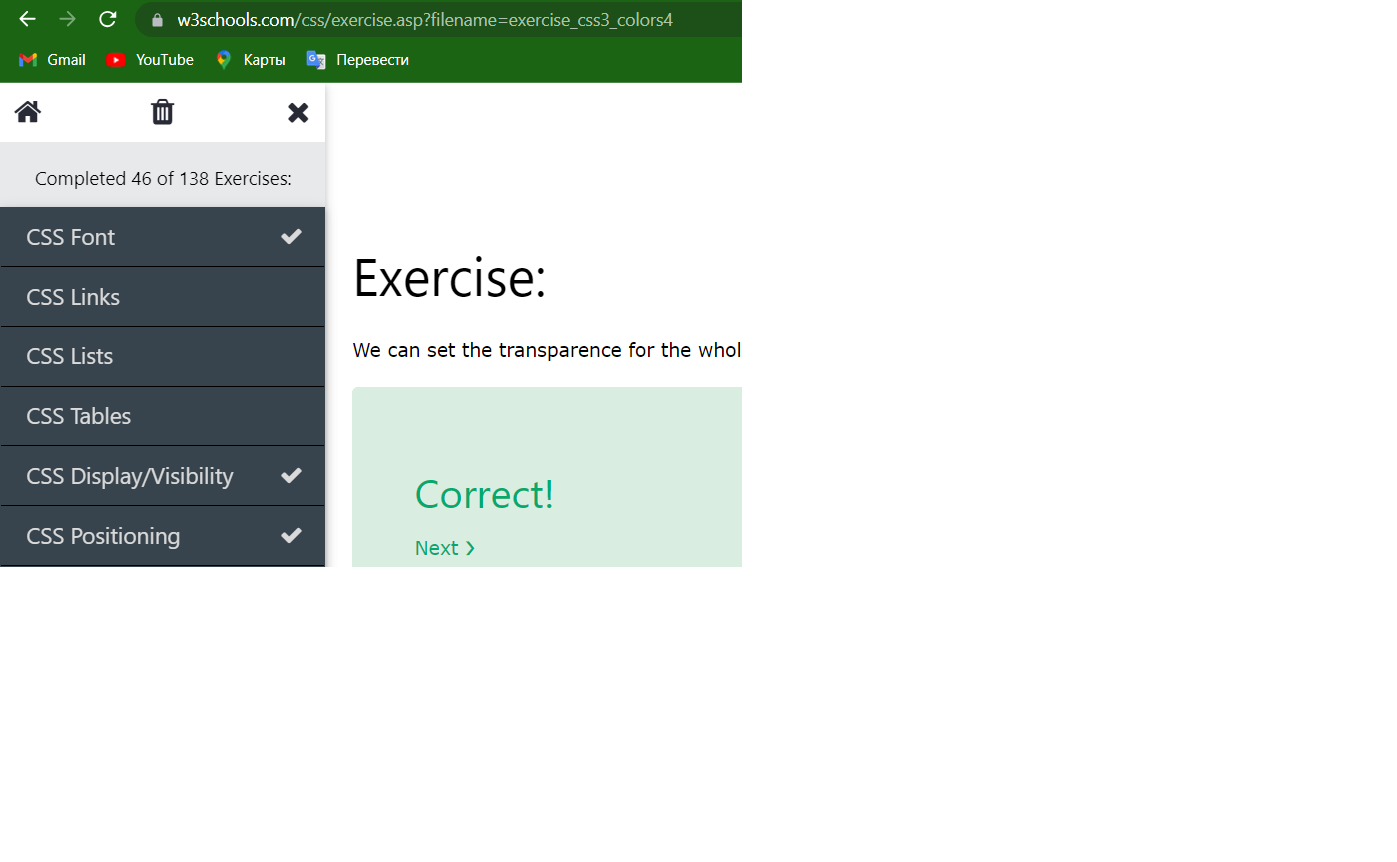 w3schools.com/css/exercise.asp?filename=exercise_css3_colors4
Gmail YouTube Карты Перевести
Completed 46 of 138 Exercises:
CSS Font
CSS Links
CSS Lists
CSS Tables
CSS Display/Visibility
CSS Positioning
Exercise:
We can set the transparence for the whol
Correct!
Next ❯